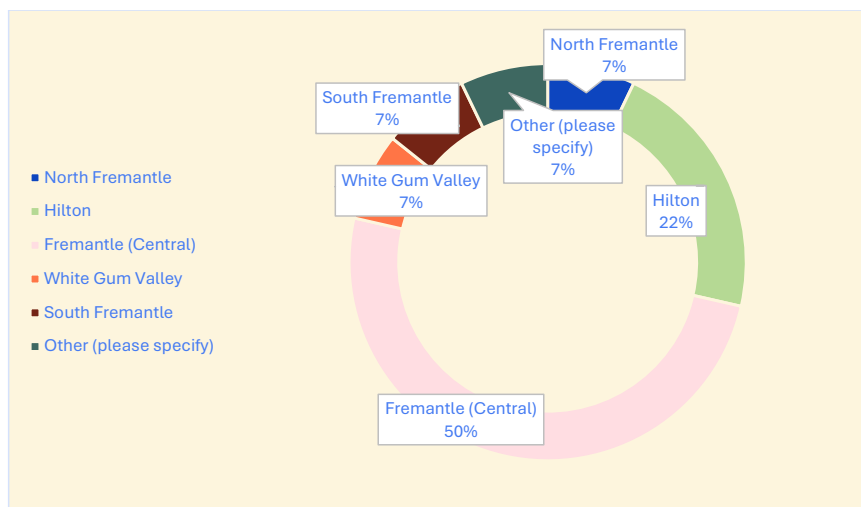 North Fremantle
7%
South Fremantle
7%
Other (please
specify)
7%
White Gum Valley
7%
Hilton
22%
Fremantle (Central)
50%
North Fremantle
Hilton
Fremantle (Central)
White Gum Valley
South Fremantle
Other (please specify)